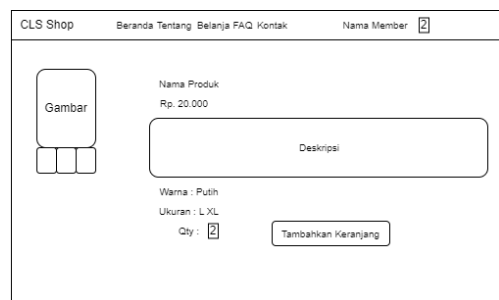 CLS Shop Beranda Tentang Belanja FAQ Kontak Nama Member 2
Gambar
Nama Produk
Rp. 20.000
Deskripsi
Warna : Putih
Ukuran : L XL
Qty : 2
Tambahkan Keranjang